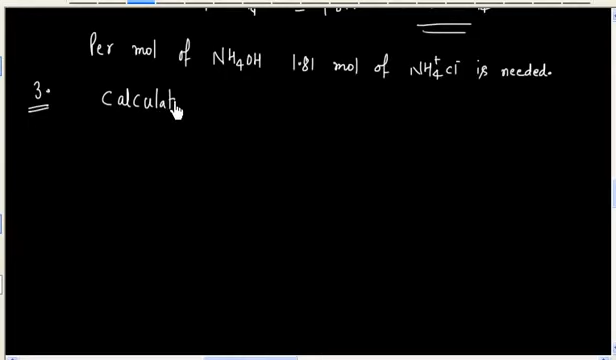 Per mol of NH₄OH 1.81 mol of NH₄⁺Cl⁻ is needed.
3. Calculat